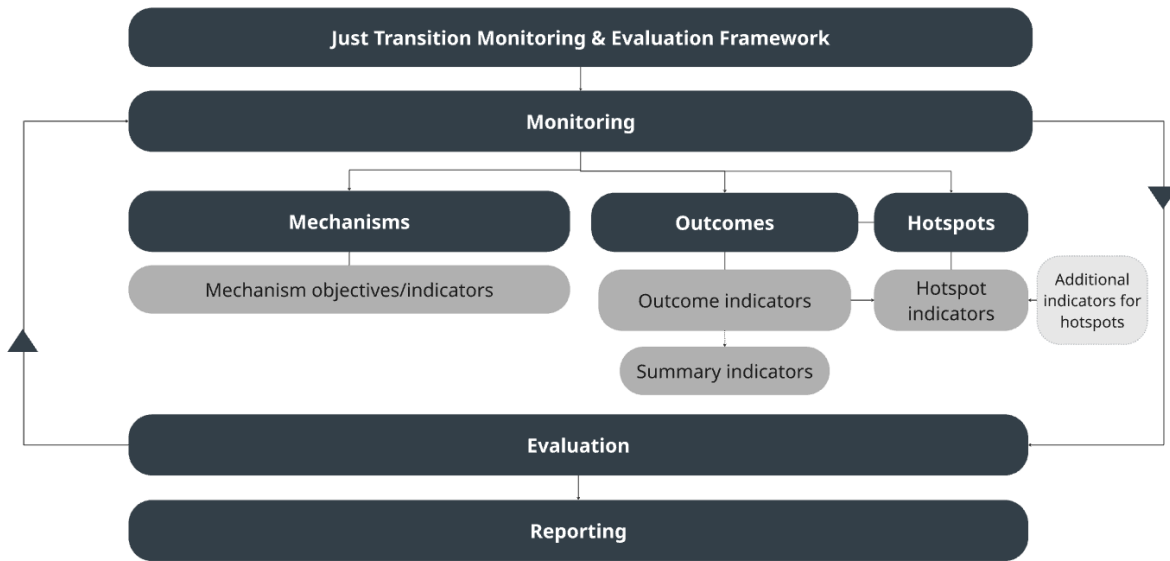 Just Transition Monitoring & Evaluation Framework
Monitoring
Mechanisms
Outcomes
Hotspots
Mechanism objectives/indicators
Outcome indicators
Hotspot
indicators
Additional
indicators for
hotspots
Summary indicators
Evaluation
Reporting